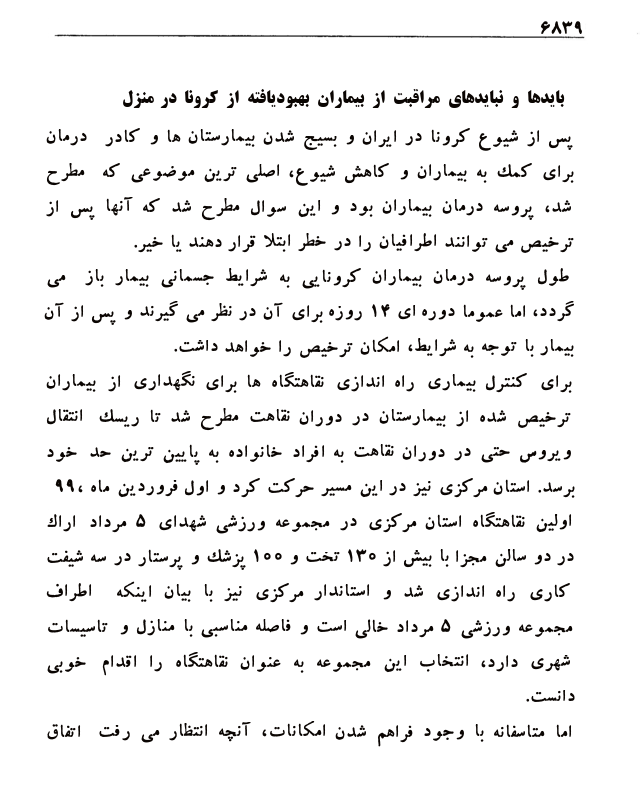 ۶۸۳۹
بایدها و نبایدهای مراقبت از بیماران بهبودیافته از کرونا در منزل
پس از شیوع کرونا در ایران و بسیج شدن بیمارستان ها و کادر درمان
برای کمك به بیماران و کاهش شیوع، اصلی ترین موضوعی که مطرح
شد، پروسه درمان بیماران بود و این سوال مطرح شد که آنها پس از
ترخیص می توانند اطرافیان را در خطر ابتلا قرار دهند یا خیر.
طول پروسه درمان بیماران کرونایی به شرایط جسمانی بیمار باز می
گردد، اما عموما دوره ای ۱۴ روزه برای آن در نظر می گیرند و پس از آن
بیمار با توجه به شرایط، امکان ترخیص را خواهد داشت.
برای کنترل بیماری راه اندازی نقاهتگاه ها برای نگهداری از بیماران
ترخیص شده از بیمارستان در دوران نقاهت مطرح شد تا ریسك انتقال
ویروس حتی در دوران نقاهت به افراد خانواده به پایین ترین حد خود
برسد. استان مرکزی نیز در این مسیر حرکت کرد و اول فروردین ماه ،۹۹
اولین نقاهتگاه استان مرکزی در مجموعه ورزشی شهدای ۵ مرداد اراك
در دو سالن مجزا با بیش از ۱۳۰ تخت و ۱۰۰ پزشك و پرستار در سه شیفت
کاری راه اندازی شد و استاندار مرکزی نیز با بیان اینکه اطراف
مجموعه ورزشی ۵ مرداد خالی است و فاصله مناسبی با منازل و تاسیسات
شهری دارد، انتخاب این مجموعه به عنوان نقاهتگاه را اقدام خوبی
دانست.
اما متاسفانه با وجود فراهم شدن امکانات، آنچه انتظار می رفت اتفاق